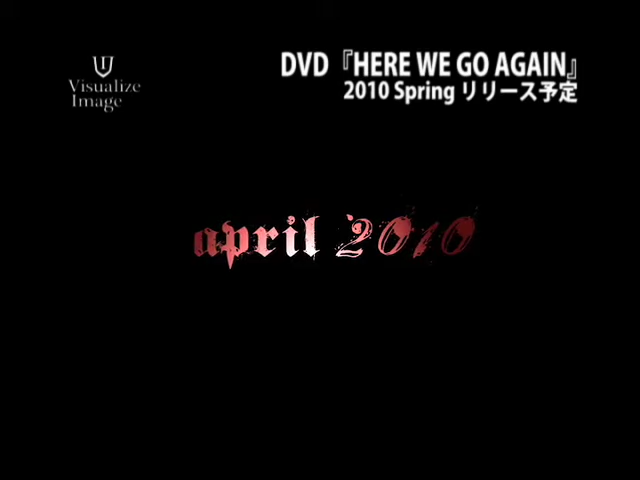 Visualize
Image
DVD『HERE WE GO AGAIN』
2010 Spring リリース予定
april 2010